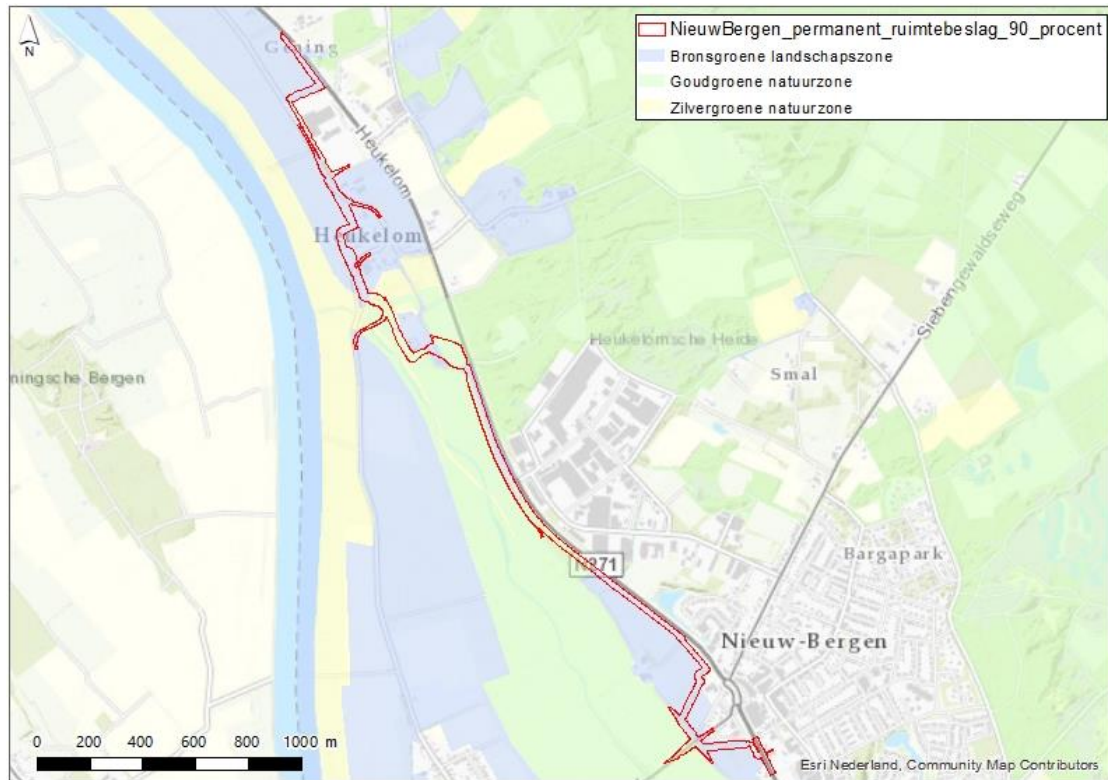 N
NieuwBergen_permanent_ruimtebeslag_90_procent
Bronsgroene landschapszone
Goudgroene natuurzone
Zilvergroene natuurzone
Heukelom
Heukelom
Siebengewaldseweg
Heukelomsche Heide
Smal
ningsche Bergen
Bargapark
N271
Nieuw-Bergen
0 200 400 600 800 1000 m
Esri Nederland, Community Map Contributors